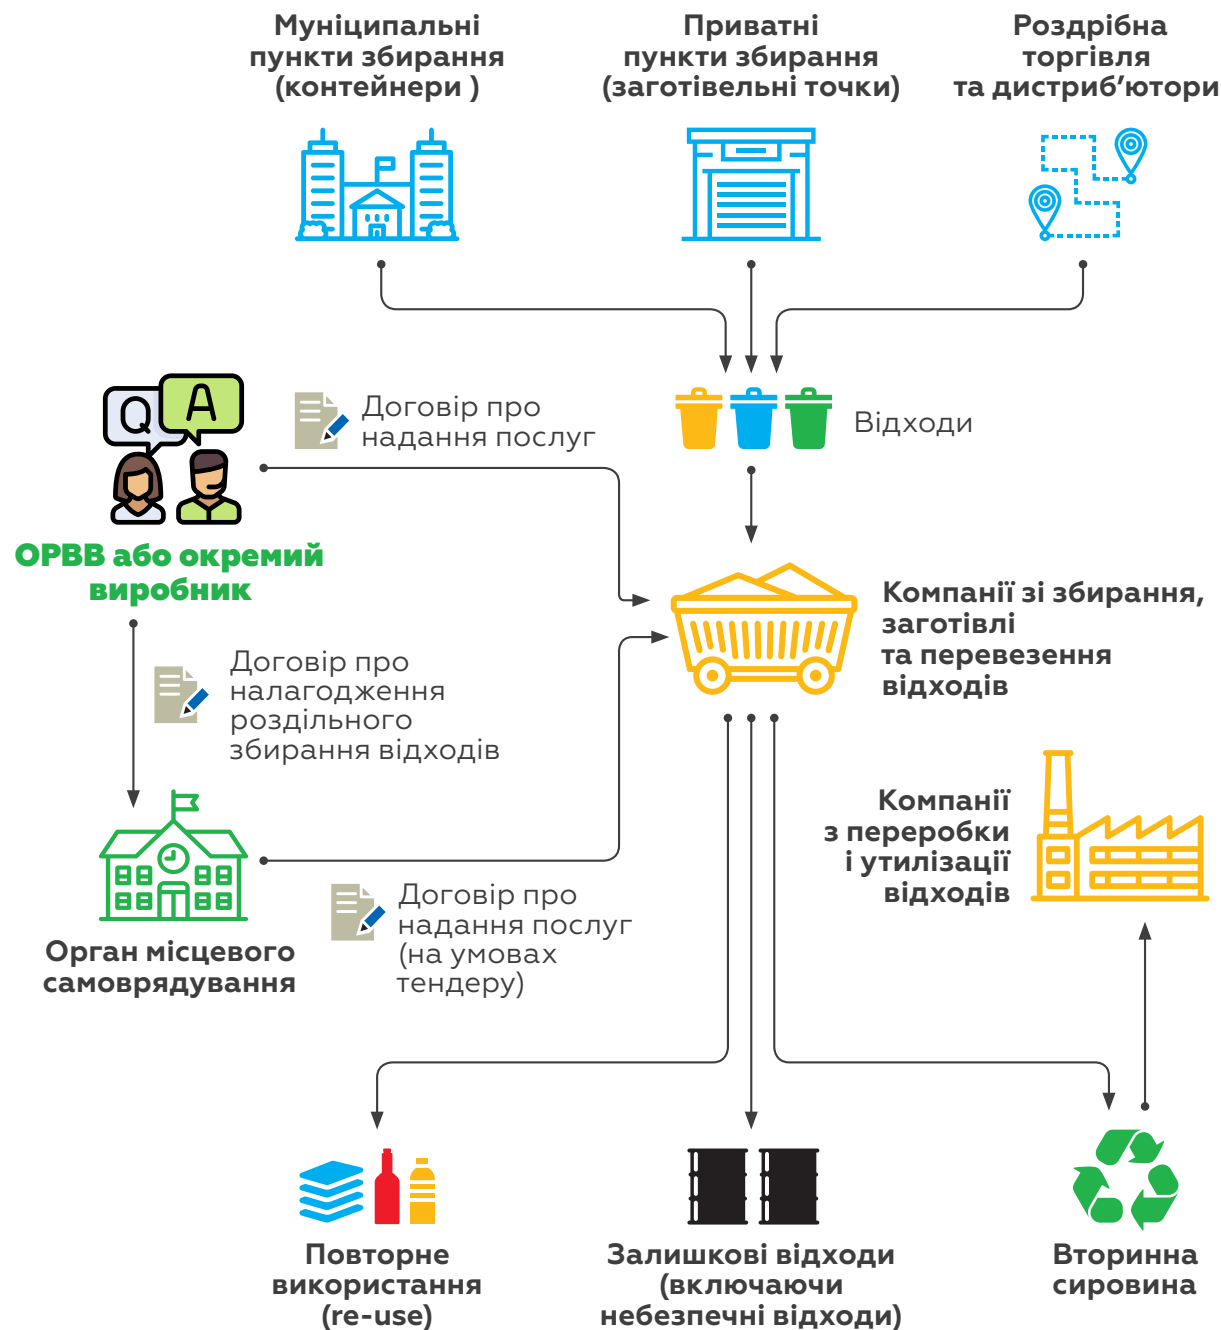 Муніципальні
пункти збирання
(контейнери )
Приватні
пункти збирання
(заготівельні точки)
Роздрібна
торгівля
та дистриб’ютори
Q
A
Договір про
надання послуг
Відходи
ОРВВ або окремий
виробник
Компанії зі збирання,
заготівлі
та перевезення
відходів
Договір про
налагодження
роздільного
збирання відходів
Компанії
з переробки
і утилізації
відходів
Договір про
надання послуг
(на умовах
тендеру)
Орган місцевого
самоврядування
Повторне
використання
(re-use)
Залишкові відходи
(включаючи
небезпечні відходи)
Вторинна
сировина